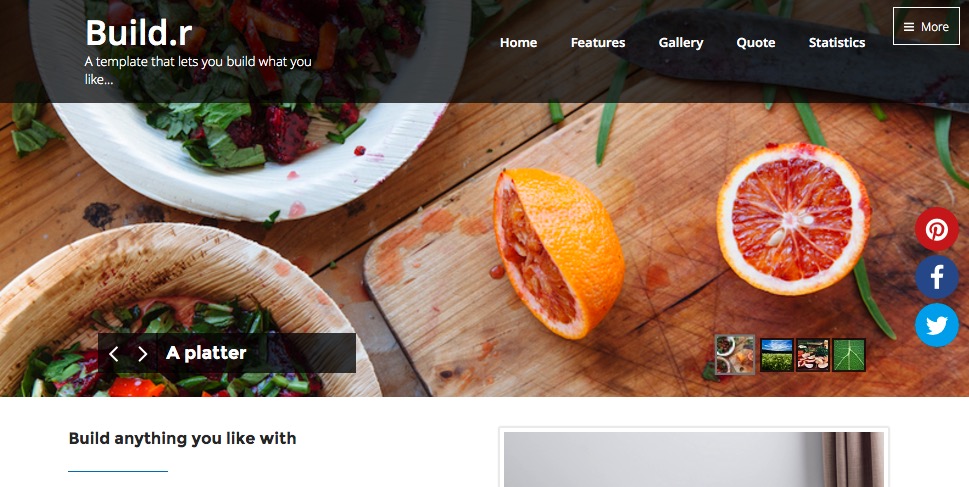 Build.r
A template that lets you build what you
like...
Home Features Gallery Quote Statistics
More
A platter
Build anything you like with